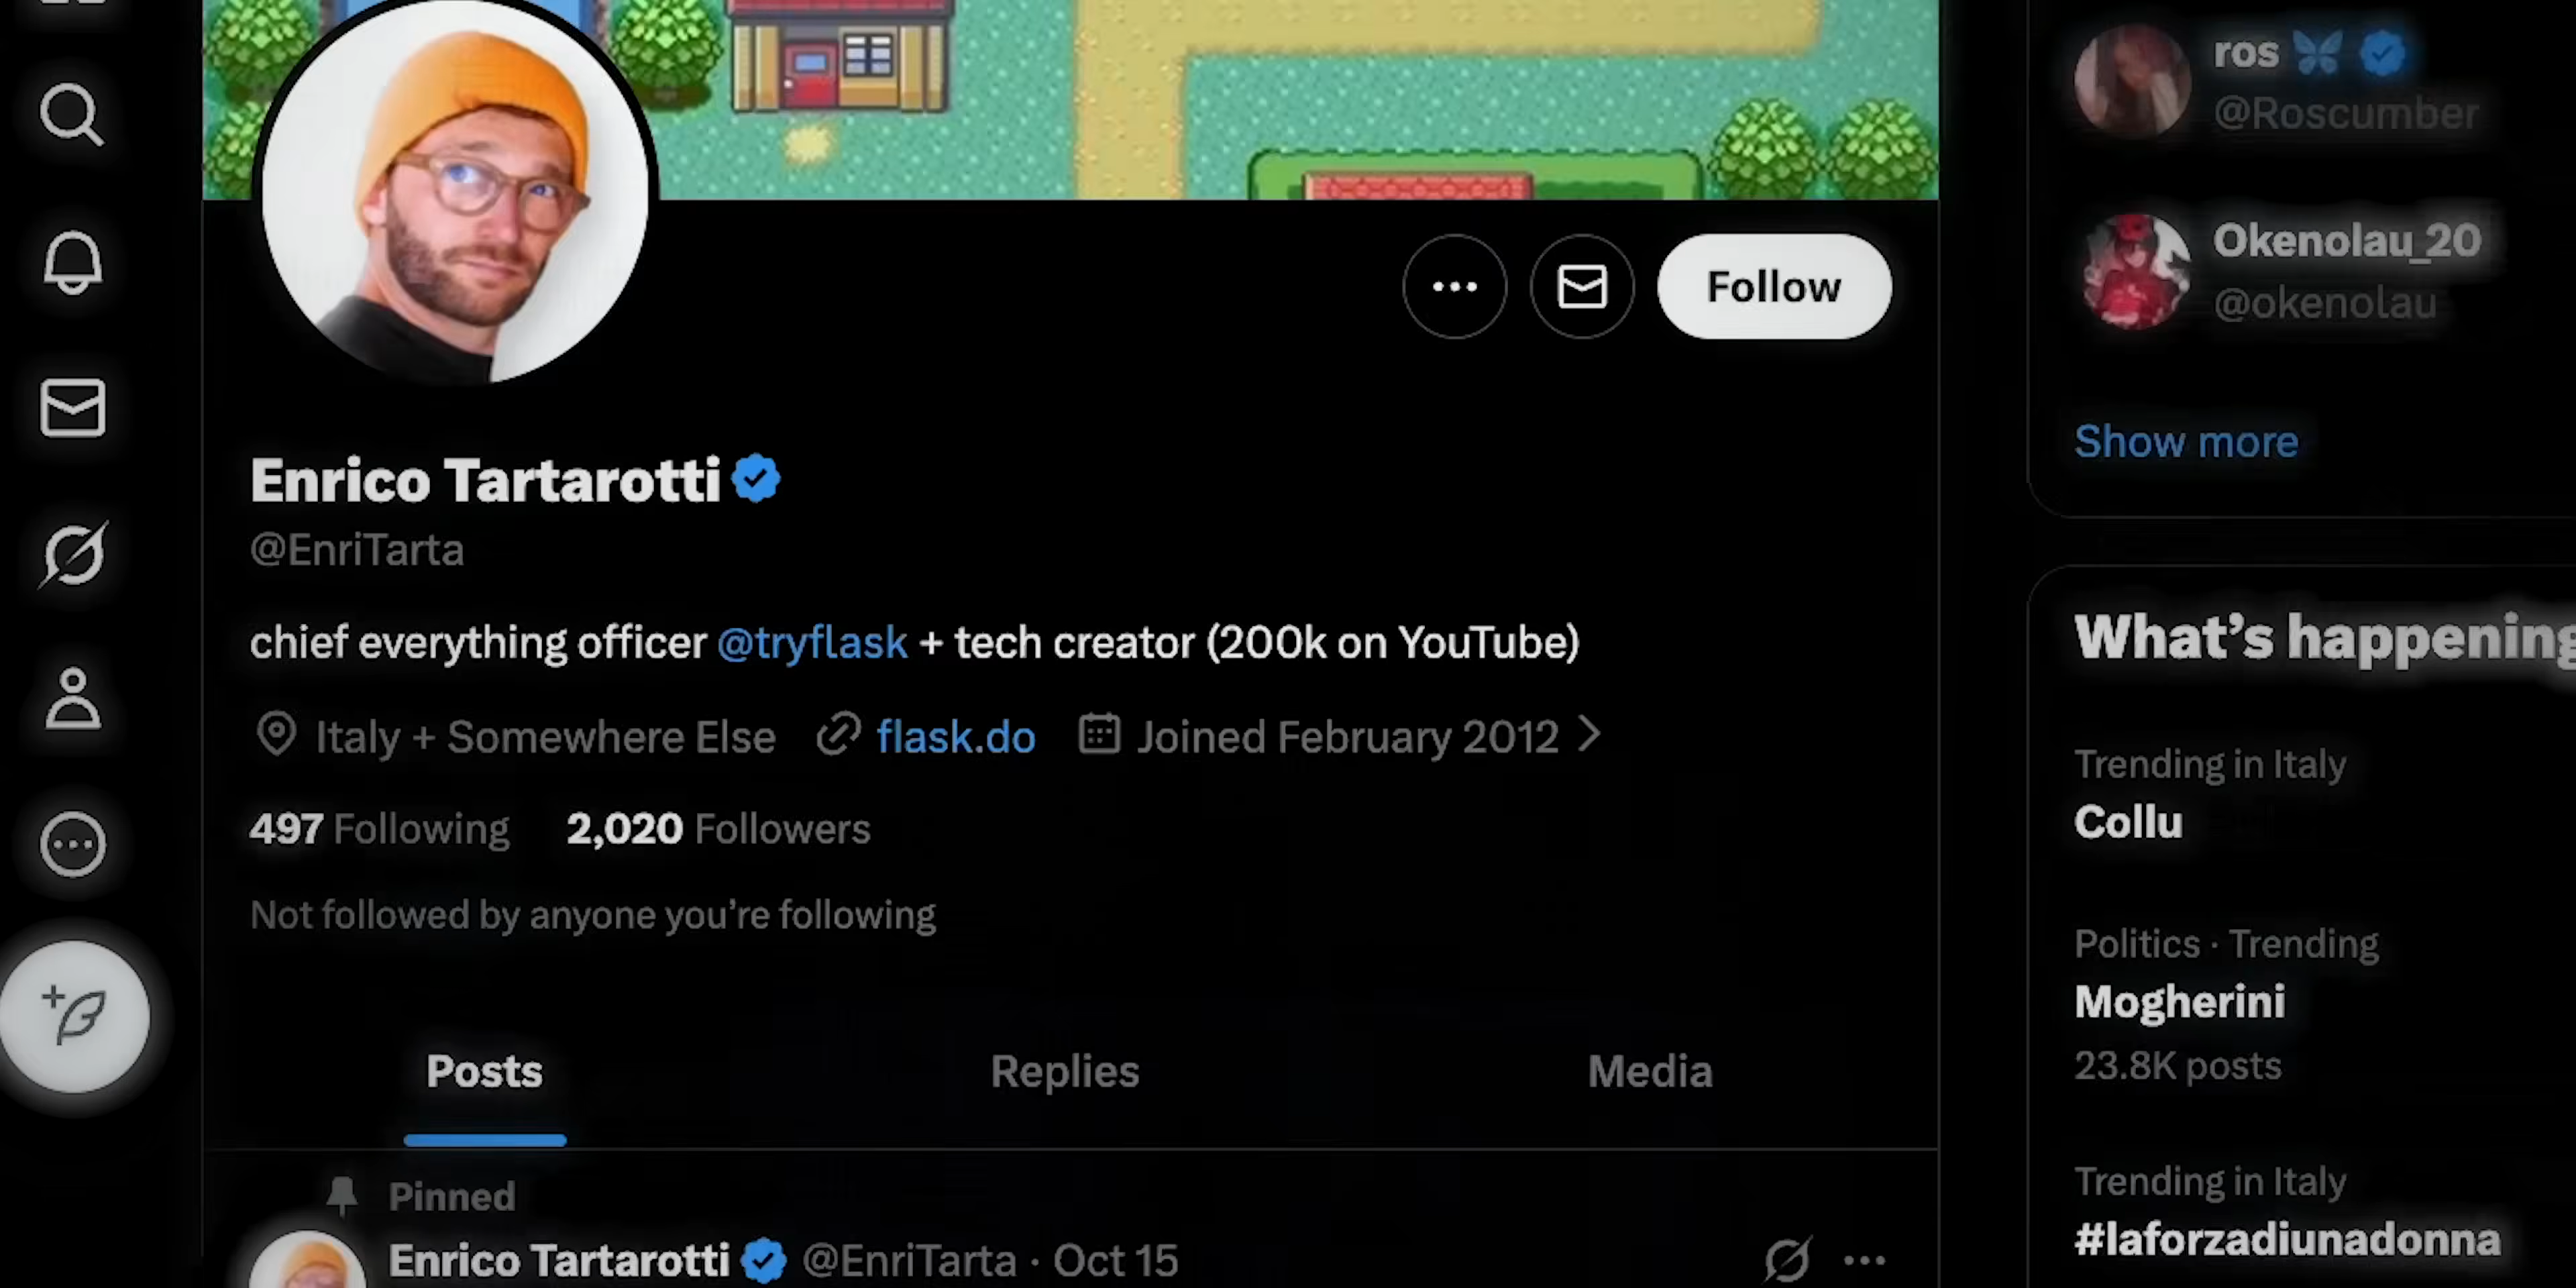 Follow
Enrico Tartarotti
@EnriTarta
chief everything officer @tryflask + tech creator (200k on YouTube)
Italy + Somewhere Else flask.do Joined February 2012
497 Following 2,020 Followers
Not followed by anyone you're following
Posts Replies Media
Pinned
Enrico Tartarotti @EnriTarta · Oct 15
ros
@Roscumber
Okenolau_20
@okenolau
Show more
What's happening
Trending in Italy
Collu
Politics · Trending
Mogherini
23.8K posts
Trending in Italy
#laforzadiunadonna